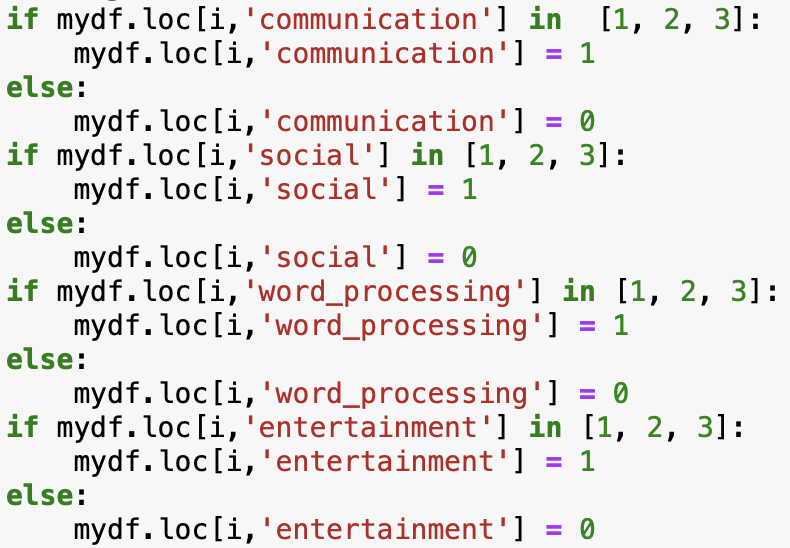 if mydf.loc[i,'communication'] in  [1, 2, 3]:
    mydf.loc[i,'communication'] = 1
else:
    mydf.loc[i,'communication'] = 0
if mydf.loc[i,'social'] in [1, 2, 3]:
    mydf.loc[i,'social'] = 1
else:
    mydf.loc[i,'social'] = 0
if mydf.loc[i,'word_processing'] in [1, 2, 3]:
    mydf.loc[i,'word_processing'] = 1
else:
    mydf.loc[i,'word_processing'] = 0
if mydf.loc[i,'entertainment'] in [1, 2, 3]:
    mydf.loc[i,'entertainment'] = 1
else:
    mydf.loc[i,'entertainment'] = 0